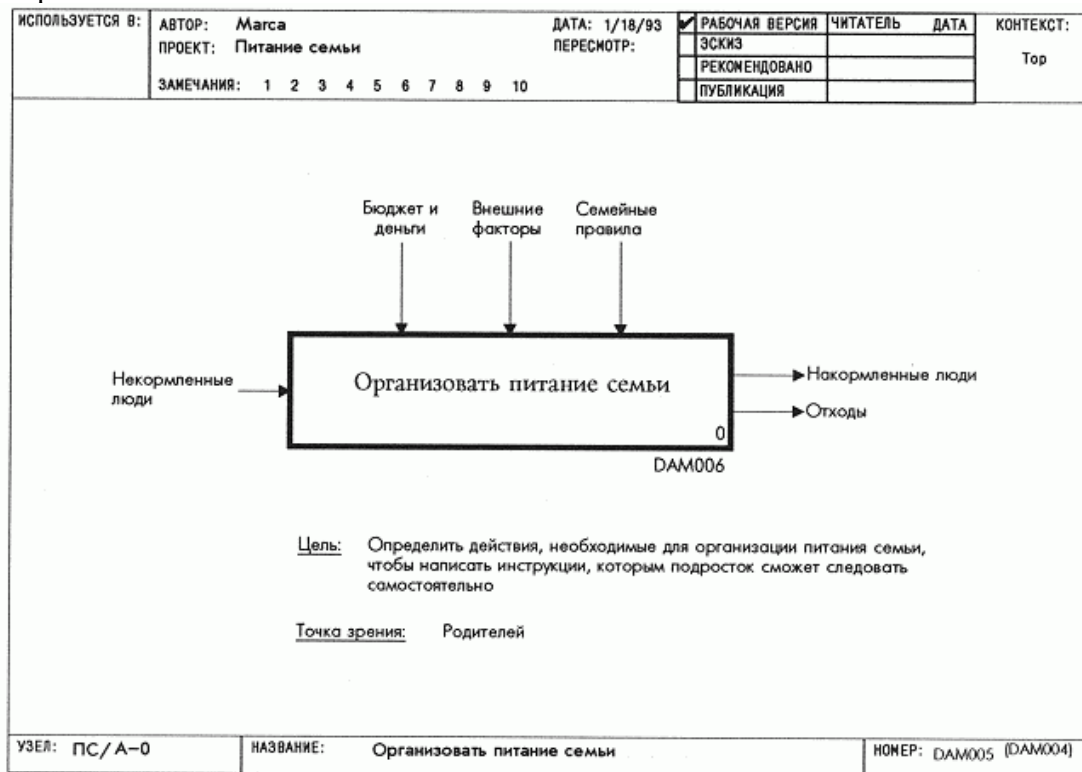 ИСПОЛЬЗУЕТСЯ В:
АВТОР: Marca
ДАТА: 1/18/93
ПРОЕКТ: Питание семьи
ПЕРЕСМОТР:
ЗАМЕЧАНИЯ: 1 2 3 4 5 6 7 8 9 10
РАБОЧАЯ ВЕРСИЯ
ЧИТАТЕЛЬ ДАТА
ЭСКИЗ
РЕКОМЕНДОВАНО
ПУБЛИКАЦИЯ
КОНТЕКСТ:
Top
Бюджет и
деньги
Внешние
факторы
Семейные
правила
Некормленные
люди
Организовать питание семьи
0
Накормленные люди
Отходы
DAM006
Цель: Определить действия, необходимые для организации питания семьи,
чтобы написать инструкции, которым подросток сможет следовать
самостоятельно
Точка зрения: Родителей
УЗЕЛ: ПС/А-0
НАЗВАНИЕ: Организовать питание семьи
НОМЕР: DAM005 (DAM004)